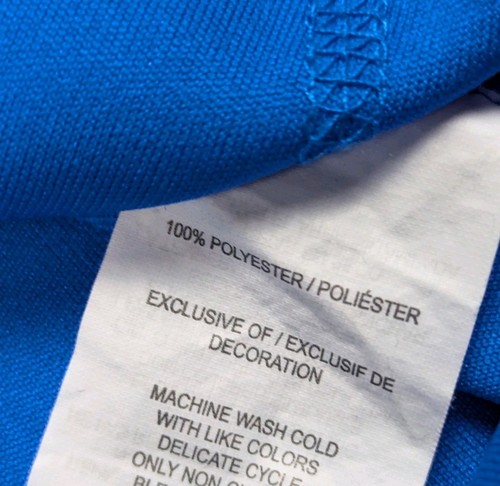 100% POLYESTER / POLIÉSTER
EXCLUSIVE OF / EXCLUSIF DE
DECORATION
MACHINE WASH COLD
WITH LIKE COLORS
DELICATE CYCLE
ONLY NON